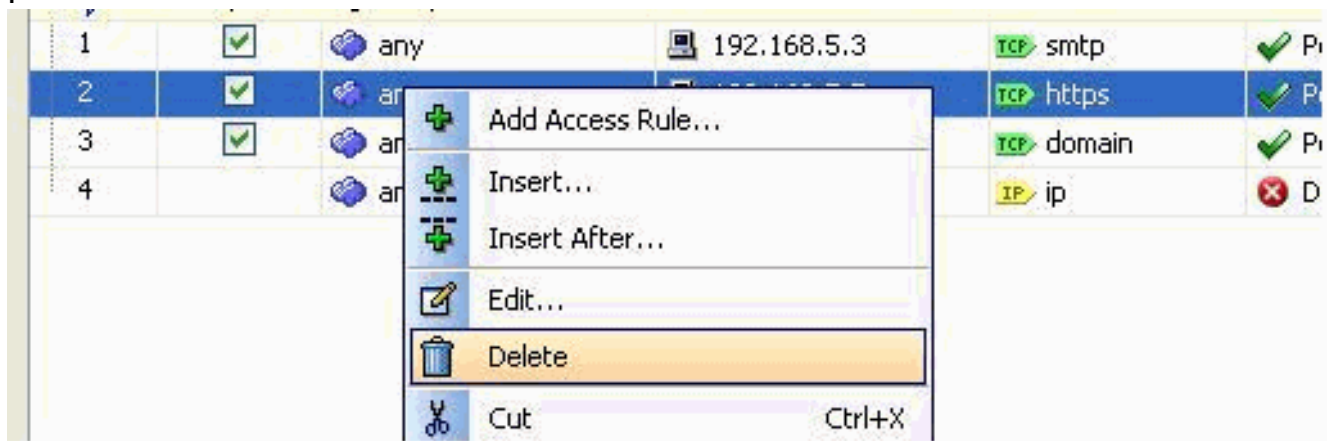 1 any 192.168.5.3 TCP smtp
2 TCP https
3 TCP domain
4 IP ip
Add Access Rule...
Insert...
Insert After...
Edit...
Delete
Cut Ctrl+X